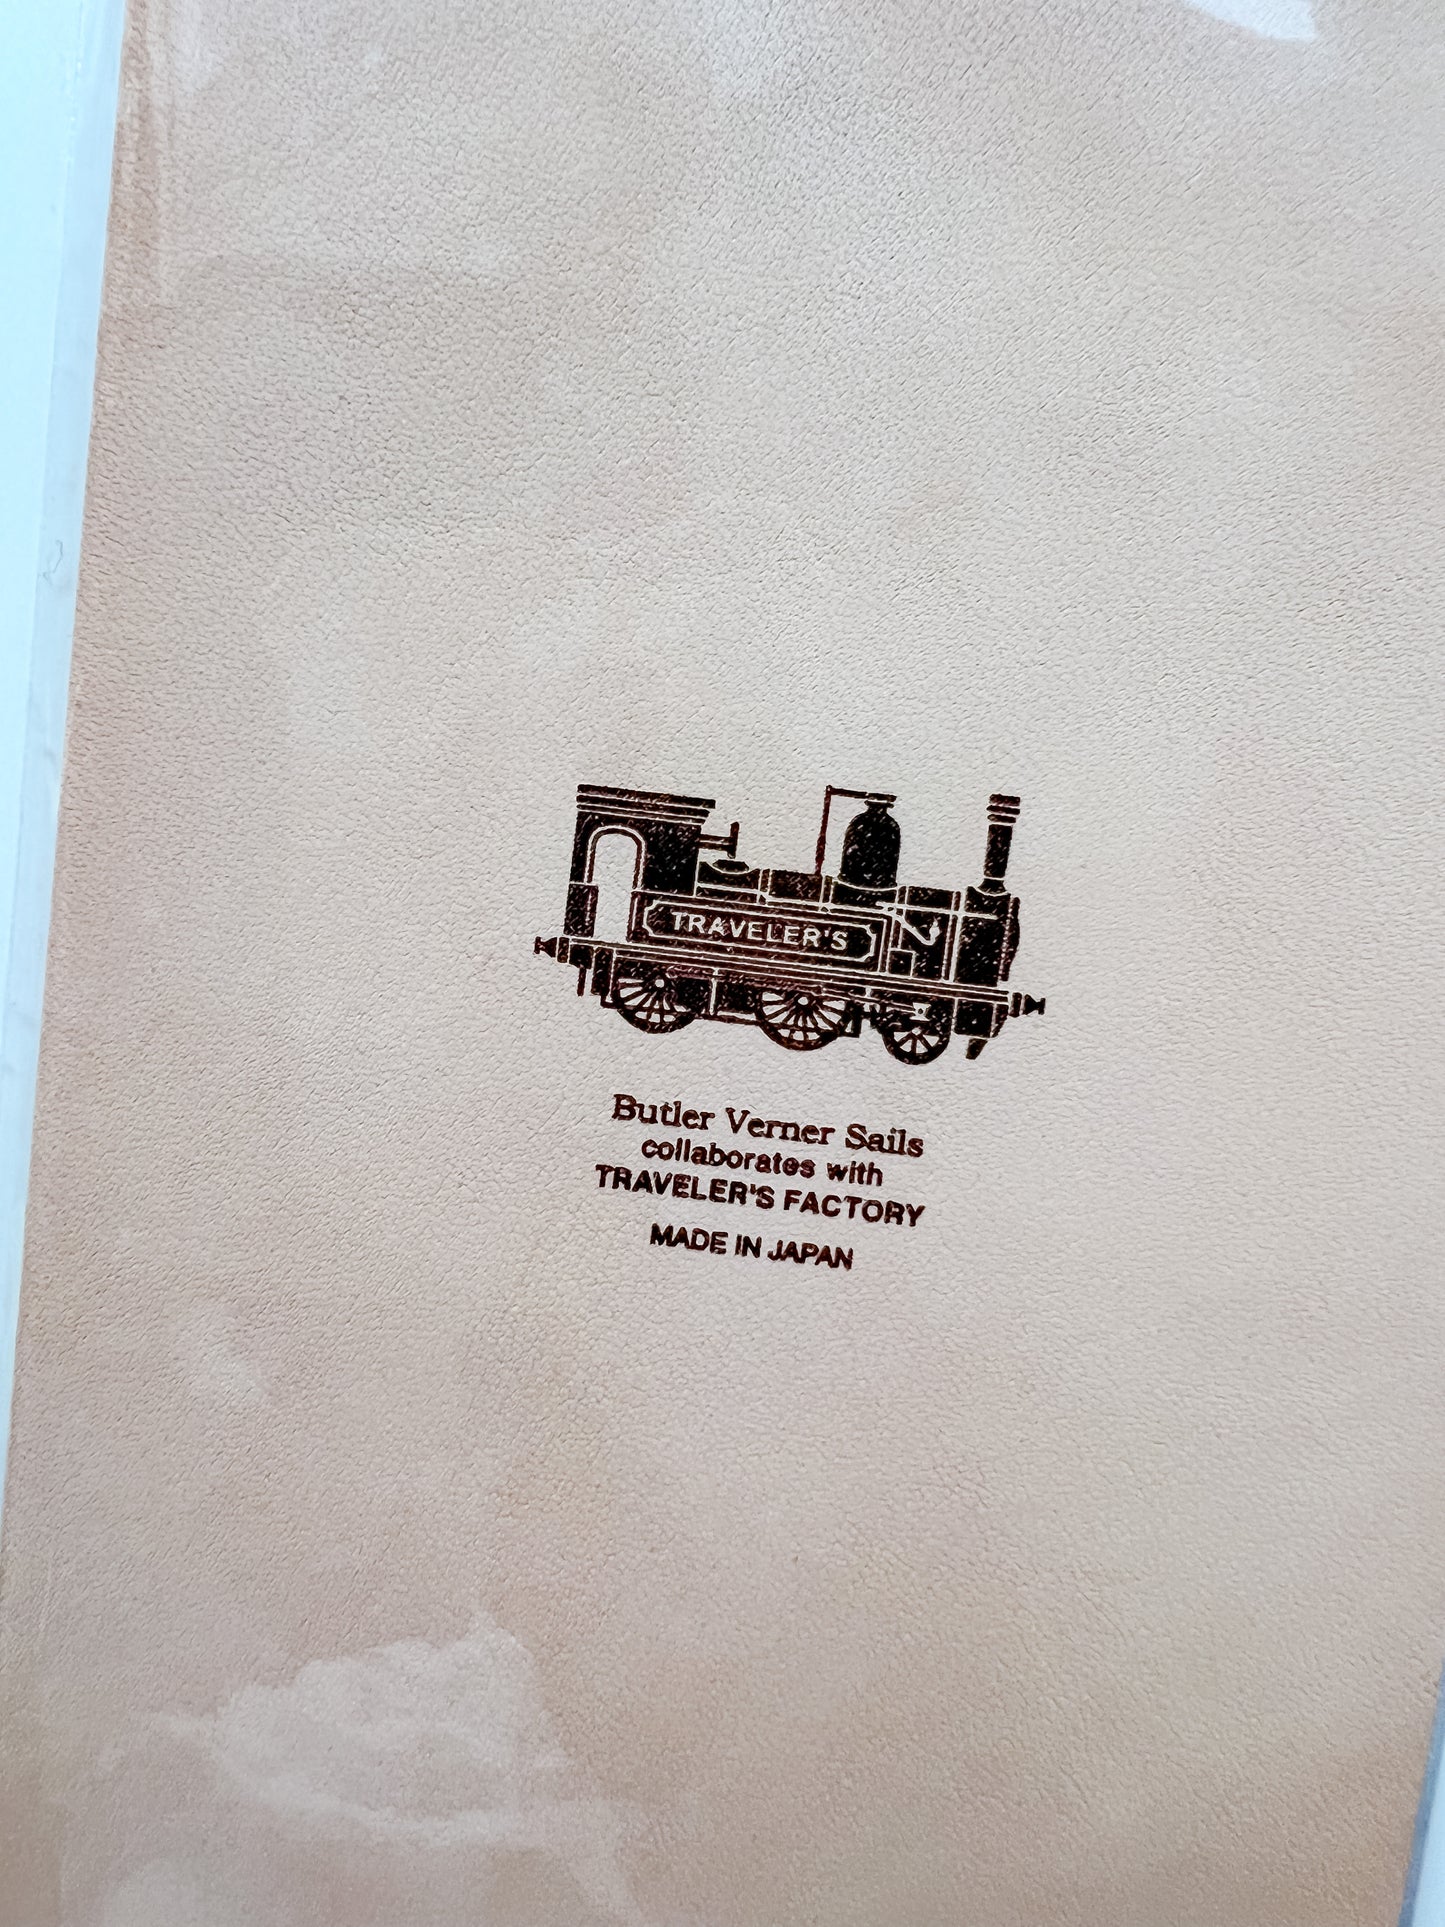 TRAVELER'S
Butler Verner Sails
collaborates with
TRAVELER'S FACTORY
MADE IN JAPAN